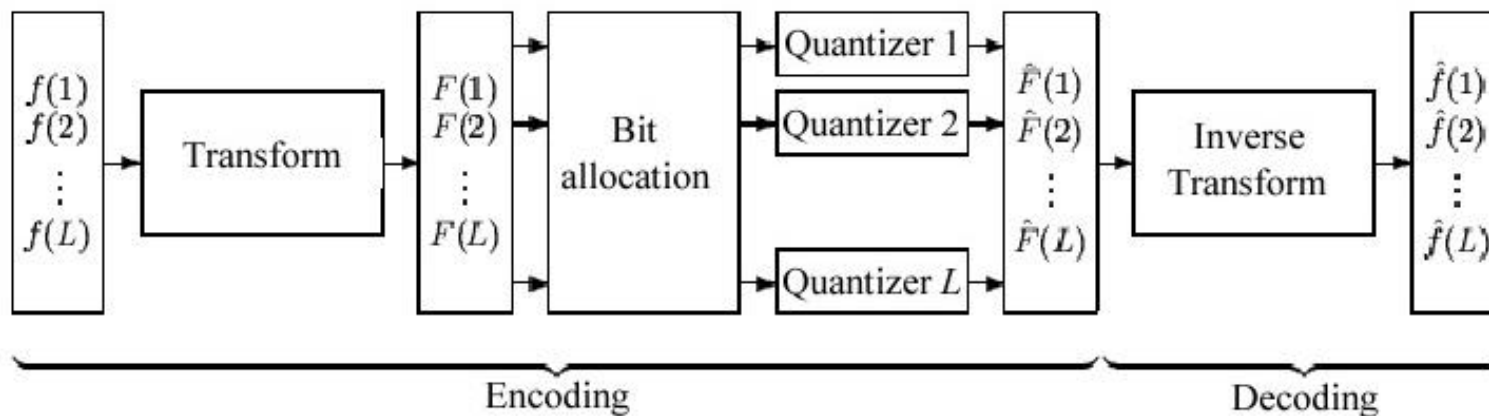 f(1)
f(2)
⋮
f(L)
Transform
F(1)
F(2)
⋮
F(L)
Bit
allocation
Quantizer 1
Quantizer 2
Quantizer L
F̂(1)
F̂(2)
⋮
F̂(L)
Inverse
Transform
f̂(1)
f̂(2)
⋮
f̂(L)
Encoding
Decoding